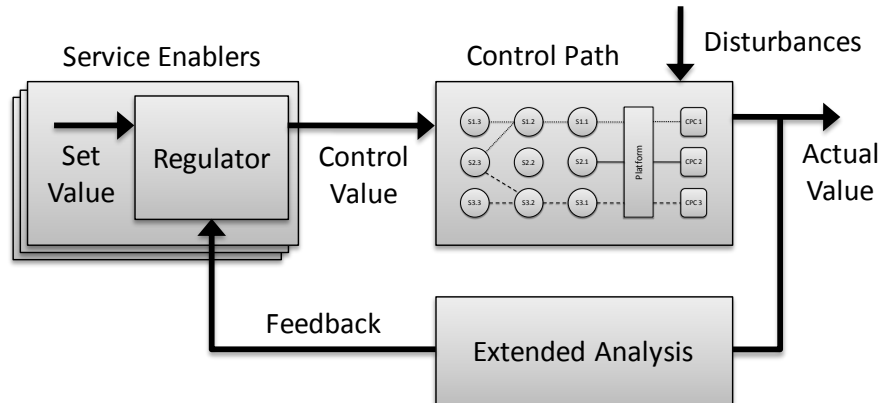 Service Enablers
Control Path
Disturbances
Set
Value
Regulator
Control
Value
S1.3
S1.2
S1.1
CPC 1
S2.3
S2.2
S2.1
CPC 2
S3.3
S3.2
S3.1
CPC 3
Platform
Actual
Value
Feedback
Extended Analysis